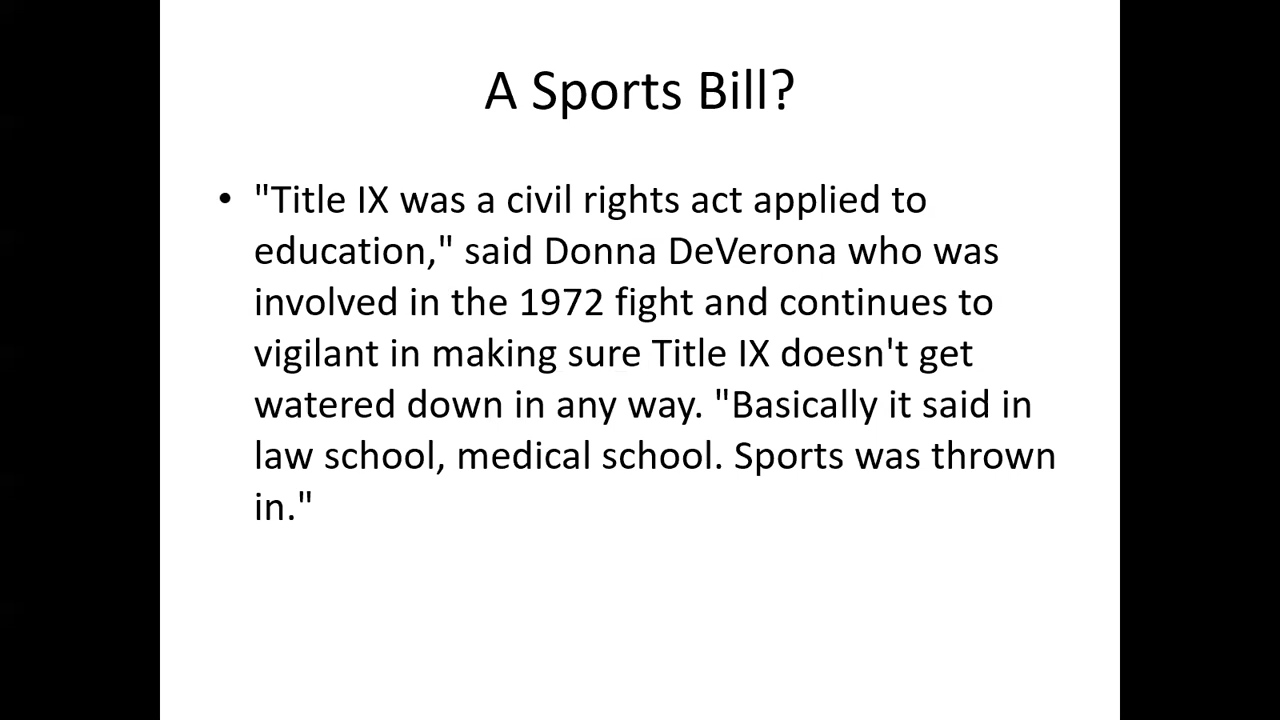 A Sports Bill?
• "Title IX was a civil rights act applied to
education," said Donna DeVerona who was
involved in the 1972 fight and continues to
vigilant in making sure Title IX doesn't get
watered down in any way. "Basically it said in
law school, medical school. Sports was thrown
in."